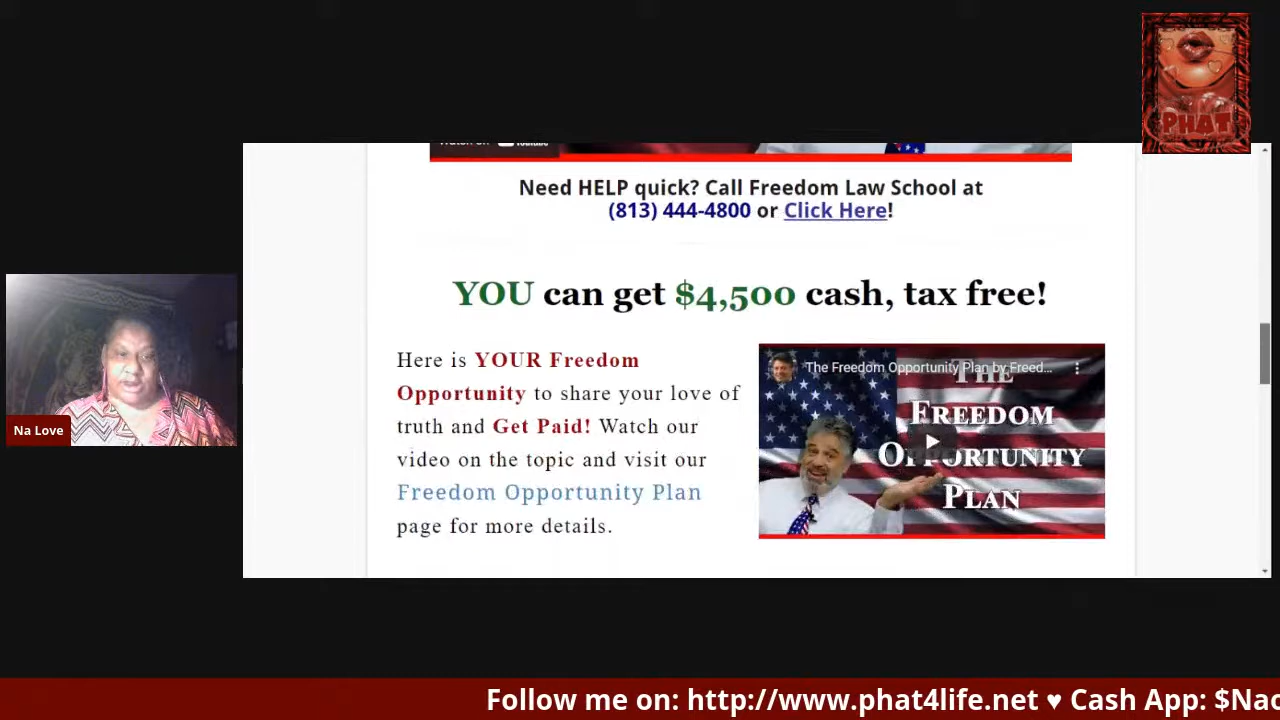 PHAT
Need HELP quick? Call Freedom Law School at
(813) 444-4800 or Click Here!
YOU can get $4,500 cash, tax free!
Here is YOUR Freedom
Opportunity to share your love of
truth and Get Paid! Watch our
video on the topic and visit our
Freedom Opportunity Plan
page for more details.
The Freedom Opportunity Plan by Freed...
THE
FREEDOM
OPPORTUNITY
PLAN
Na Love
Follow me on: http://www.phat4life.net ♥ Cash App: $Nac